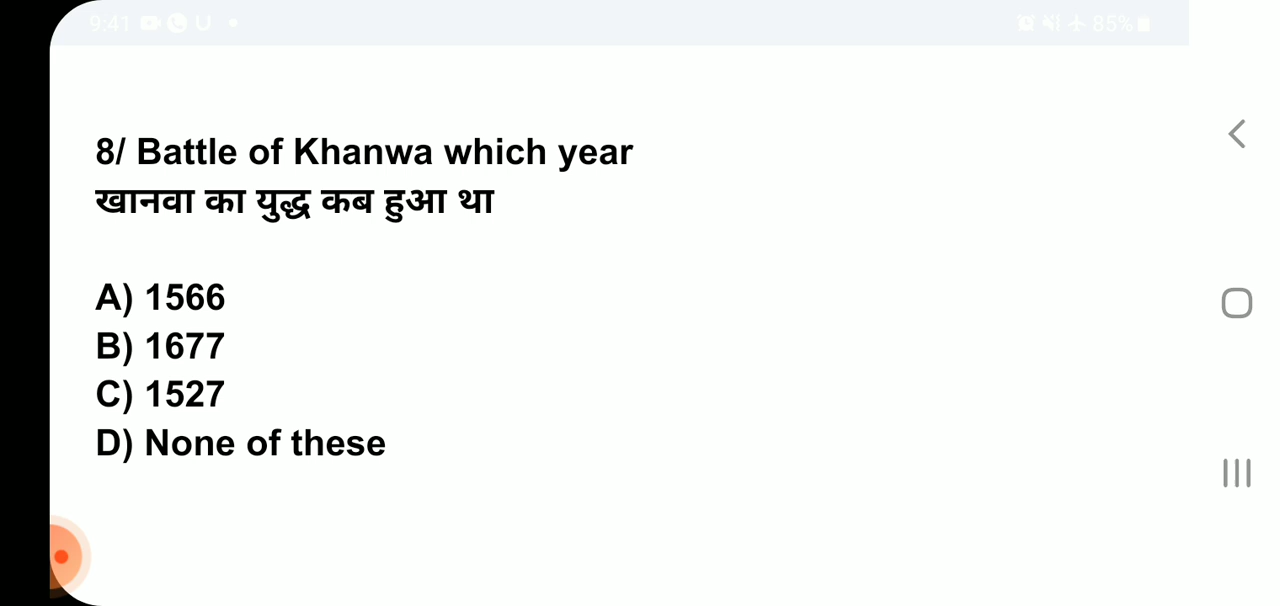 9:41 U
85%
8/ Battle of Khanwa which year
खानवा का युद्ध कब हुआ था
A) 1566
B) 1677
C) 1527
D) None of these